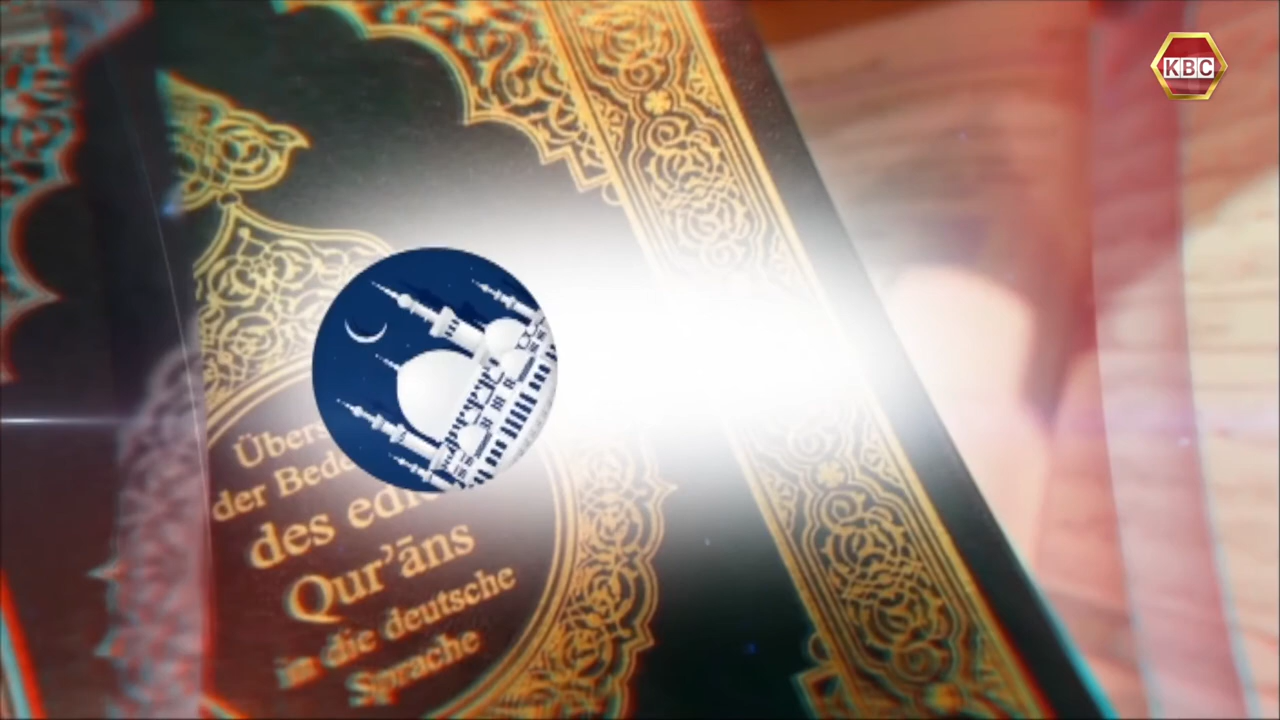 KBC
der
des
Qur'āns
in die deutsche
Sprache